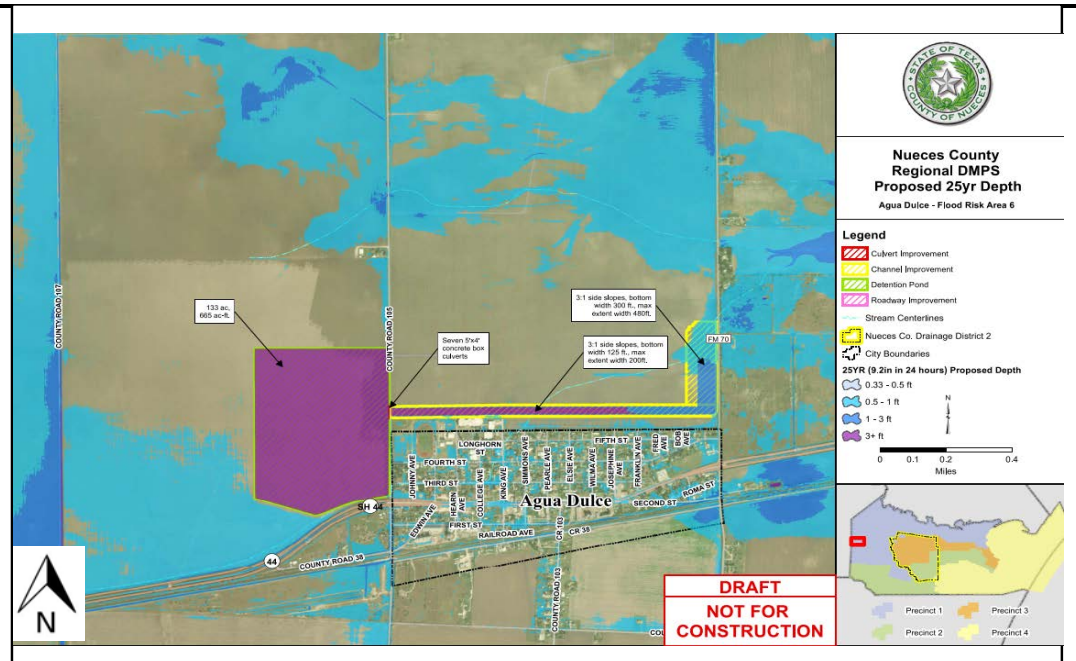 STATE OF TEXAS
COUNTY OF NUECES
Nueces County
Regional DMPS
Proposed 25yr Depth
Agua Dulce - Flood Risk Area 6
Legend
Culvert Improvement
Channel Improvement
Detention Pond
Roadway Improvement
Stream Centerlines
Nueces Co. Drainage District 2
City Boundaries
25YR (9.2in in 24 hours) Proposed Depth
0.33 - 0.5 ft
0.5 - 1 ft
1 - 3 ft
3+ ft
N
0 0.1 0.2 0.4
Miles
133 ac,
665 ac-ft.
COUNTY ROAD 107
COUNTY ROAD 105
Seven 5'x4'
concrete box
culverts
3:1 side slopes, bottom
width 300 ft., max
extent width 480ft.
3:1 side slopes, bottom
width 125 ft., max
extent width 200ft.
FM 70
JOHNNY AVE
LONGHORN
ST
FOURTH ST
THIRD ST
HEARN
AVE
COLLEGE AVE
KING AVE
SIMMONS AVE
PEARLE AVE
ELSIE AVE
WILMA AVE
JOSEPHINE
AVE
FIFTH ST
FRANKLIN AVE
FRED
AVE
BOB
AVE
Agua Dulce
SECOND ST
ROMA ST
EDWIN AVE
FIRST ST
RAILROAD AVE
CR 103
CR 38
SH 44
44
COUNTY ROAD 38
COUNTY ROAD 103
COU
N
DRAFT
NOT FOR
CONSTRUCTION
Precinct 1
Precinct 3
Precinct 2
Precinct 4